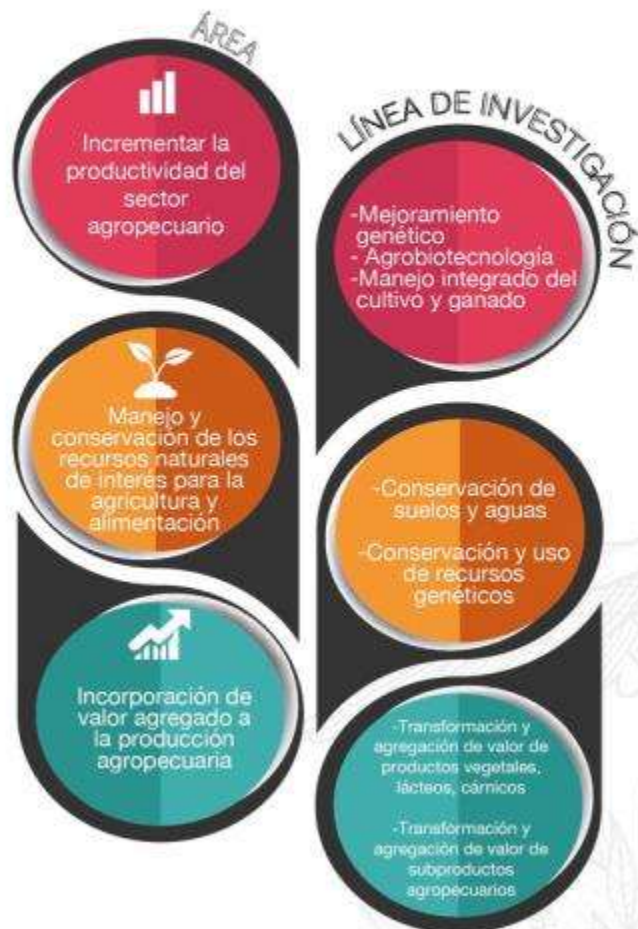 ÁREA
Incrementar la
productividad del
sector
agropecuario
Manejo y
conservación de los
recursos naturales
de interés para la
agricultura y
alimentación
Incorporación de
valor agregado a
la producción
agropecuaria
LÍNEA DE INVESTIGACIÓN
-Mejoramiento
genético
- Agrobiotecnología
-Manejo integrado del
cultivo y ganado
-Conservación de
suelos y aguas
-Conservación y uso
de recursos
genéticos
-Transformación y
agregación de valor de
productos vegetales,
lácteos, cárnicos
-Transformación y
agregación de valor de
subproductos
agropecuarios